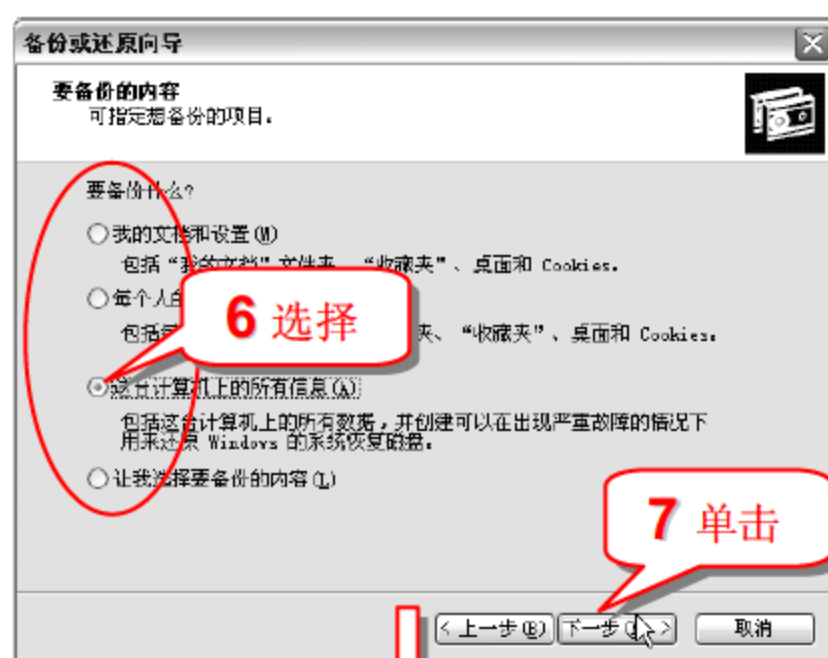 备份或还原向导
要备份的内容
可指定想备份的项目。
要备份什么?
我的文档和设置(M)
包括“我的文档”文件夹、“收藏夹”、桌面和 Cookies。
每个人的
6 选择
包括 夹、“收藏夹”、桌面和 Cookies。
这台计算机上的所有信息(A)
包括这台计算机上的所有数据,并创建可以在出现严重故障的情况下
用来还原 Windows 的系统恢复磁盘。
让我选择要备份的内容(L)
7 单击
< 上一步(B) 下一步 > 取消